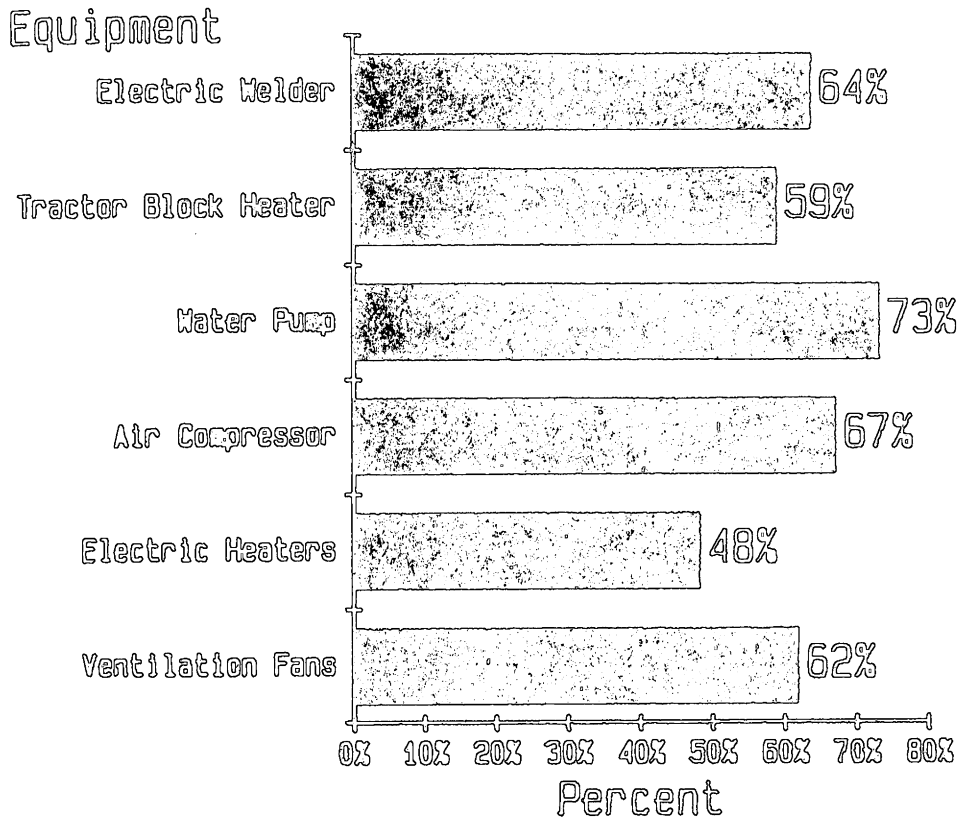 Equipment
Electric Welder 64%
Tractor Block Heater 59%
Water Pump 73%
Air Compressor 67%
Electric Heaters 48%
Ventilation Fans 62%
0% 10% 20% 30% 40% 50% 60% 70% 80%
Percent